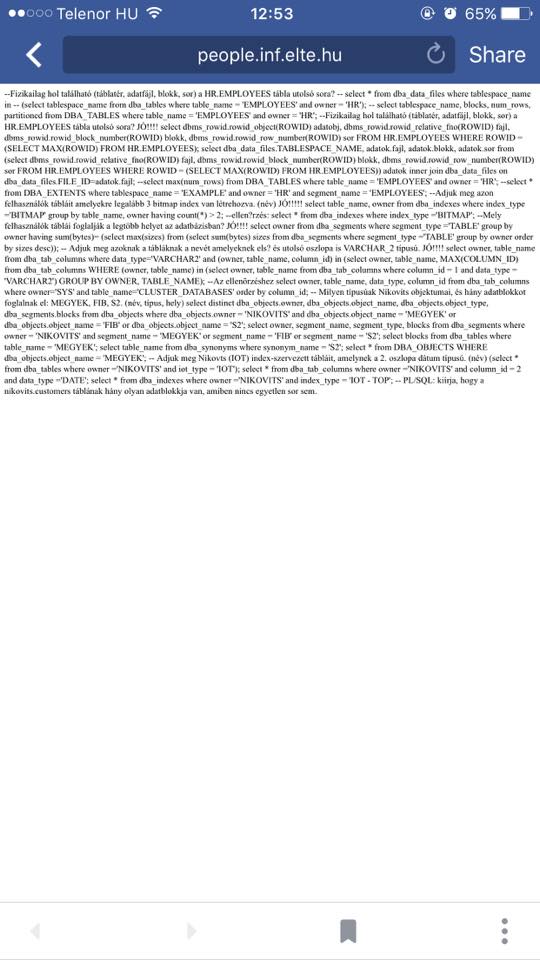 Telenor HU
12:53
65%
people.inf.elte.hu
Share
--Fizikailag hol található (táblatér, adatfájl, blokk, sor) a HR.EMPLOYEES tábla utolsó sora? -- select * from dba_data_files where tablespace_name
in -- (select tablespace_name from dba_tables where table_name = 'EMPLOYEES' and owner = 'HR'); -- select tablespace_name, blocks, num_rows,
partitioned from DBA_TABLES where table_name = 'EMPLOYEES' and owner = 'HR'; --Fizikailag hol található (táblatér, adatfájl, blokk, sor) a
HR.EMPLOYEES tábla utolsó sora? JÓ!!!! select dbms_rowid.rowid_object(ROWID) adatobj, dbms_rowid.rowid_relative_fno(ROWID) fajl,
dbms_rowid.rowid_block_number(ROWID) blokk, dbms_rowid.rowid_row_number(ROWID) sor FROM HR.EMPLOYEES WHERE ROWID =
(SELECT MAX(ROWID) FROM HR.EMPLOYEES); select dba_data_files.TABLESPACE_NAME, adatok.fajl, adatok.blokk, adatok.sor from
(select dbms_rowid.rowid_relative_fno(ROWID) fajl, dbms_rowid.rowid_block_number(ROWID) blokk, dbms_rowid.rowid_row_number(ROWID)
sor FROM HR.EMPLOYEES WHERE ROWID = (SELECT MAX(ROWID) FROM HR.EMPLOYEES)) adatok inner join dba_data_files on
dba_data_files.FILE_ID=adatok.fajl; --select max(num_rows) from DBA_TABLES where table_name = 'EMPLOYEES' and owner = 'HR'; --select *
from DBA_EXTENTS where tablespace_name = 'EXAMPLE' and owner = 'HR' and segment_name = 'EMPLOYEES'; --Adjuk meg azon
felhasználók tábláit amelyekre legalább 3 bitmap index van létrehozva. (név) JÓ!!!!! select table_name, owner from dba_indexes where index_type
='BITMAP' group by table_name, owner having count(*) > 2; --ellen?rzés: select * from dba_indexes where index_type ='BITMAP'; --Mely
felhasználók táblái foglalják a legtöbb helyet az adatbázisban? JÓ!!!! select owner from dba_segments where segment_type ='TABLE' group by
owner having sum(bytes)= (select max(sizes) from (select sum(bytes) sizes from dba_segments where segment_type ='TABLE' group by owner order
by sizes desc)); -- Adjuk meg azoknak a tábláknak a nevét amelyeknek els? és utolsó oszlopa is VARCHAR_2 típusú. JÓ!!!! select owner, table_name
from dba_tab_columns where data_type='VARCHAR2' and (owner, table_name, column_id) in (select owner, table_name, MAX(COLUMN_ID)
from dba_tab_columns WHERE (owner, table_name) in (select owner, table_name from dba_tab_columns where column_id = 1 and data_type =
'VARCHAR2') GROUP BY OWNER, TABLE_NAME); --Az ellenőrzéshez select owner, table_name, data_type, column_id from dba_tab_columns
where owner='SYS' and table_name='CLUSTER_DATABASES' order by column_id; -- Milyen típusúak Nikovits objektumai, és hány adatblokkot
foglalnak el: MEGYEK, FIB, S2. (név, típus, hely) select distinct dba_objects.owner, dba_objects.object_name, dba_objects.object_type,
dba_segments.blocks from dba_objects where dba_objects.owner = 'NIKOVITS' and dba_objects.object_name = 'MEGYEK' or
dba_objects.object_name = 'FIB' or dba_objects.object_name = 'S2'; select owner, segment_name, segment_type, blocks from dba_segments where
owner = 'NIKOVITS' and segment_name = 'MEGYEK' or segment_name = 'FIB' or segment_name = 'S2'; select blocks from dba_tables where
table_name = 'MEGYEK'; select table_name from dba_synonyms where synonym_name = 'S2'; select * from DBA_OBJECTS WHERE
dba_objects.object_name = 'MEGYEK'; -- Adjuk meg Nikovts (IOT) index-szervezett tábláit, amelynek a 2. oszlopa dátum típusú. (név) (select *
from dba_tables where owner ='NIKOVITS' and iot_type = 'IOT'); select * from dba_tab_columns where owner ='NIKOVITS' and column_id = 2
and data_type ='DATE'; select * from dba_indexes where owner ='NIKOVITS' and index_type = 'IOT - TOP'; -- PL/SQL: kiirja, hogy a
nikovits.customers táblának hány olyan adatblokkja van, amiben nincs egyetlen sor sem.